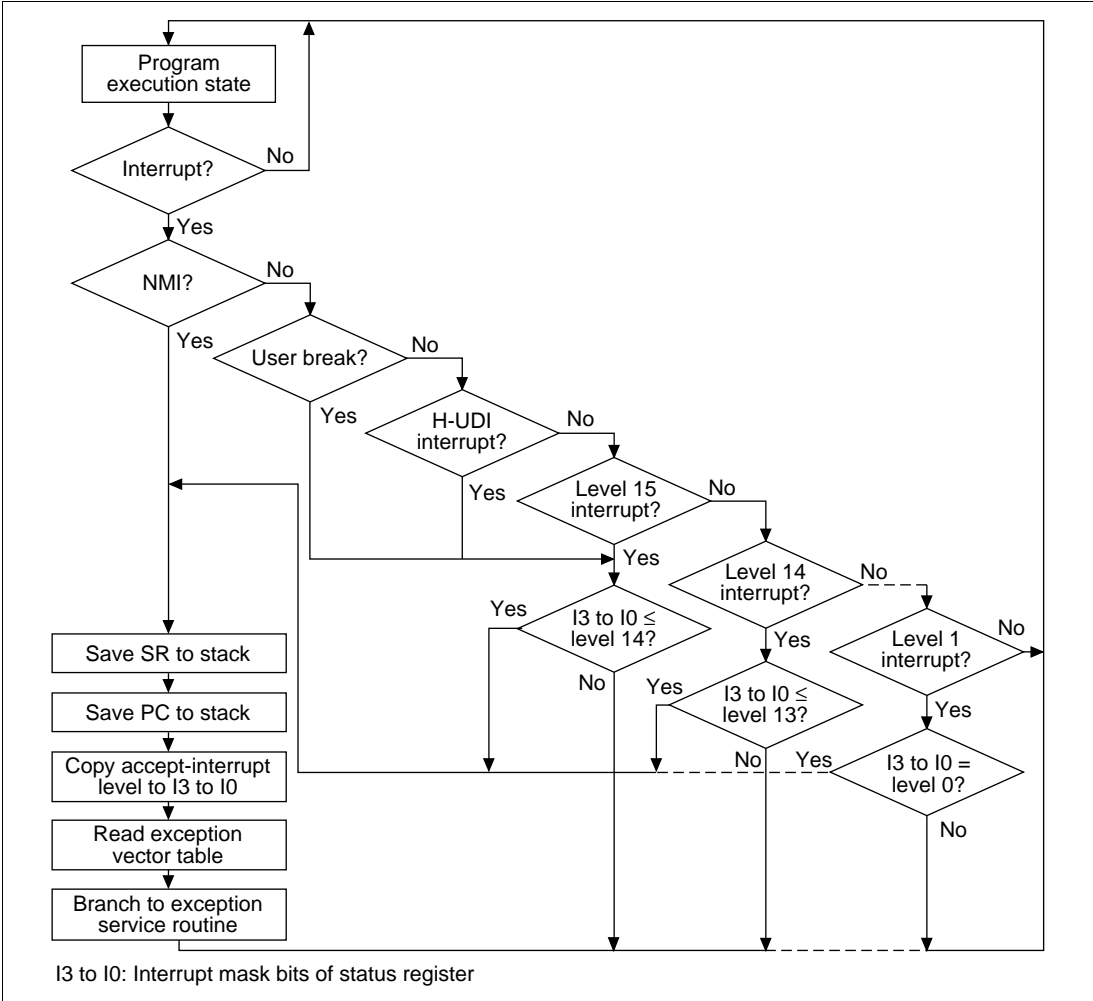 Program
execution state
Interrupt?
No
Yes
NMI?
No
Yes
User break?
No
Yes
H-UDI
interrupt?
No
Yes
Level 15
interrupt?
No
Yes
Level 14
interrupt?
No
Yes
Level 1
interrupt?
No
Yes
I3 to I0 ≤
level 14?
Yes
No
I3 to I0 ≤
level 13?
Yes
No
I3 to I0 =
level 0?
Yes
No
Save SR to stack
Save PC to stack
Copy accept-interrupt
level to I3 to I0
Read exception
vector table
Branch to exception
service routine
I3 to I0: Interrupt mask bits of status register